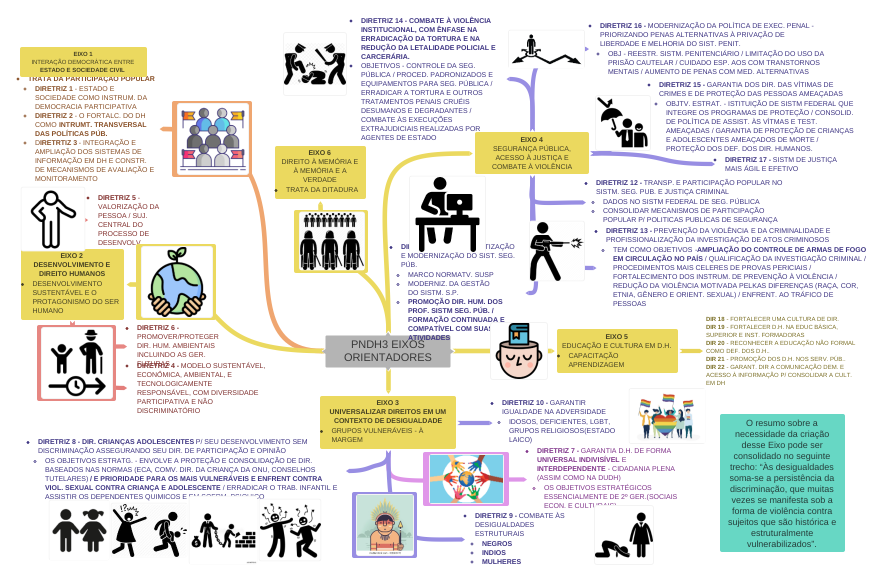 EIXO 1
INTERAÇÃO DEMOCRÁTICA ENTRE
ESTADO E SOCIEDADE CIVIL
TRATA DA PARTICIPAÇÃO POPULAR
DIRETRIZ 1 - ESTADO E
SOCIEDADE COMO INSTRUM. DA
DEMOCRACIA PARTICIPATIVA
DIRETRIZ 2 - O FORTALC. DO DH
COMO INTRUMT. TRANSVERSAL
DAS POLÍTICAS PÚB.
DIRETRIZ 3 - INTEGRAÇÃO E
AMPLIAÇÃO DOS SISTEMAS DE
INFORMAÇÃO EM DH E CONSTR.
DE MECANISMOS DE AVALIAÇÃO E
MONITORAMENTO
DIRETRIZ 5 -
VALORIZAÇÃO DA
PESSOA / SUJ.
CENTRAL DO
PROCESSO DE
DESENVOLV.
EIXO 2
DESENVOLVIMENTO E
DIREITO HUMANOS
DESENVOLVIMENTO
SUSTENTÁVEL E O
PROTAGONISMO DO SER
HUMANO
DIRETRIZ 6 -
PROMOVER/PROTEGER
DIR. HUM. AMBIENTAIS
INCLUINDO AS GER.
DIRETRIZ 4 - MODELO SUSTENTÁVEL,
ECONÔMICA, AMBIENTAL, E
TECNOLOGICAMENTE
RESPONSÁVEL, COM DIVERSIDADE
PARTICIPATIVA E NÃO
DISCRIMINATÓRIO
EIXO 6
DIREITO À MEMÓRIA E
À MEMÓRIA E A
VERDADE
TRATA DA DITADURA
DIRETRIZ 14 - COMBATE À VIOLÊNCIA
INSTITUCIONAL, COM ÊNFASE NA
ERRADICAÇÃO DA TORTURA E NA
REDUÇÃO DA LETALIDADE POLICIAL E
CARCERÁRIA.
OBJETIVOS - CONTROLE DA SEG.
PÚBLICA / PROCED. PADRONIZADOS E
EQUIPAMENTOS PARA SEG. PÚBLICA /
ERRADICAR A TORTURA E OUTROS
TRATAMENTOS PENAIS CRUÉIS
DESUMANOS E DEGRADANTES /
COMBATE ÀS EXECUÇÕES
EXTRAJUDICIAIS REALIZADAS POR
AGENTES DE ESTADO
EIXO 4
SEGURANÇA PÚBLICA,
ACESSO À JUSTIÇA E
COMBATE À VIOLÊNCIA
DIRETRIZ 16 - MODERNIZAÇÃO DA POLÍTICA DE EXEC. PENAL -
PRIORIZANDO PENAS ALTERNATIVAS À PRIVAÇÃO DE
LIBERDADE E MELHORIA DO SIST. PENIT.
OBJ - REESTR. SISTM. PENITENCIÁRIO / LIMITAÇÃO DO USO DA
PRISÃO CAUTELAR / CUIDADO ESP. AOS COM TRANSTORNOS
MENTAIS / AUMENTO DE PENAS COM MED. ALTERNATIVAS
DIRETRIZ 15 - GARANTIA DOS DIR. DAS VÍTIMAS DE
CRIMES E DE PROTEÇÃO DAS PESSOAS AMEAÇADAS
OBJTV. ESTRAT. - ISTITUIÇÃO DE SISTM FEDERAL QUE
INTEGRE OS PROGRAMAS DE PROTEÇÃO / CONSOLID.
DE POLÍTICA DE ASSIST. ÀS VÍTIMS E TEST.
AMEAÇADAS / GARANTIA DE PROTEÇÃO DE CRIANÇAS
E ADOLESCENTES AMEAÇADOS DE MORTE /
PROTEÇÃO DOS DEF. DOS DIR. HUM.
DIRETRIZ 17 - SISTM DE JUSTIÇA
MAIS ÁGIL E EFETIVO
DIRETRIZ 12 - TRANSP. E PARTICIPAÇÃO POPULAR NO
SISTM. SEG. PUB. E JUSTIÇA CRIMINAL
DADOS NO SISTM FEDERAL DE SEG. PÚBLICA
CONSOLIDAR MECANISMOS DE PARTICIPAÇÃO
POPULAR P/ POLITICAS PUBLICAS DE SEGURANÇA
DIRETRIZ 13 - PREVENÇÃO DA VIOLÊNCIA E DA CRIMINALIDADE E
PROFISSIONALIZAÇÃO DA INVESTIGAÇÃO DE ATOS CRIMINOSOS
TEM COMO OBJETIVOS -AMPLIAÇÃO DO CONTROLE DE ARMAS DE FOGO
EM CIRCULAÇÃO NO PAÍS / QUALIFICAÇÃO DA INVESTIGAÇÃO CRIMINAL /
PROCEDIMENTOS MAIS CELERES DE PROVAS PERICIAIS /
FORTALECIMENTO DOS INSTRUM. DE PREVENÇÃO À VIOLÊNCIA /
REDUÇÃO DA VIOLÊNCIA MOTIVADA PELKAS DIFERENÇAS (RAÇA, COR,
ETNIA, GÊNERO E ORIENT. SEXUAL) / ENFRENT. AO TRÁFICO DE
PESSOAS
E MODERNIZAÇÃO DO SIST. SEG.
PÚB.
MARCO NORMATV. SUSP
MODERNIZ. DA GESTÃO
DO SISTM. S.P.
PROMOÇÃO DIR. HUM. DOS
PROF. SISTM SEG. PÚB. /
FORMAÇÃO CONTINUADA E
COMPATÍVEL COM SUA!
ATIVIDADES
PNDH3 EIXOS
ORIENTADORES
EIXO 5
EDUCAÇÃO E CULTURA EM D.H.
CAPACITAÇÃO
APRENDIZAGEM
DIR 18 - FORTALECER UMA CULTURA DE DIR.
DIR 19 - FORTALECER D.H. NA EDUC BÁSICA,
SUPERIOR E INST. FORMADORAS
DIR 20 - RECONHECER A EDUCAÇÃO NÃO FORMAL
COMO DEF. DOS D.H..
DIR 21 - PROMOÇÃO DOS D.H. NOS SERV. PÚB..
DIR 22 - GARANT. DIR A COMUNICAÇÃO DEM. E
ACESSO À INFORMAÇÃO P/ CONSOLIDAR A CULT.
EM DH
EIXO 3
UNIVERSALIZAR DIREITOS EM UM
CONTEXTO DE DESIGUALDADE
GRUPOS VULNERÁVEIS - À
MARGEM
DIRETRIZ 10 - GARANTIR
IGUALDADE NA ADVERSIDADE
IDOSOS, DEFICIENTES, LGBT,
GRUPOS RELIGIOSOS(ESTADO
LAICO)
DIRETRIZ 7 - GARANTIA D.H. DE FORMA
UNIVERSAL INDIVISÍVEL E
INTERDEPENDENTE - CIDADANIA PLENA
(ASSIM COMO NA DUDH)
OS OBJETIVOS ESTRATÉGICOS
ESSENCIALMENTE DE 2º GER.(SOCIAIS
ECON. E CULTURAIS)
DIRETRIZ 8 - DIR. CRIANÇAS ADOLESCENTES P/ SEU DESENVOLVIMENTO SEM
DISCRIMINAÇÃO ASSEGURANDO SEU DIR. DE PARTICIPAÇÃO E OPINIÃO
OS OBJETIVOS ESTRATG. - ENVOLVE A PROTEÇÃO E CONSOLIDAÇÃO DE DIR.
BASEADOS NAS NORMAS (ECA, COMV. DIR. DA CRIANÇA DA ONU, CONSELHOS
TUTELARES) / E PRIORIDADE PARA OS MAIS VULNERÁVEIS E ENFRENT CONTRA
VIOL. SEXUAL CONTRA CRIANÇA E ADOLESCENTE / ERRADICAR O TRAB. INFANTIL E
ASSISTIR OS DEPENDENTES QUIMICOS E
DIRETRIZ 9 - COMBATE ÀS
DESIGUALDADES
ESTRUTURAIS
NEGROS
INDIOS
MULHERES
O resumo sobre a
necessidade da criação
desse Eixo pode ser
consolidado no seguinte
trecho: “Às desigualdades
soma-se a persistência da
discriminação, que muitas
vezes se manifesta sob a
forma de violência contra
sujeitos que são histórica e
estruturalmente
vulnerabilizados”.